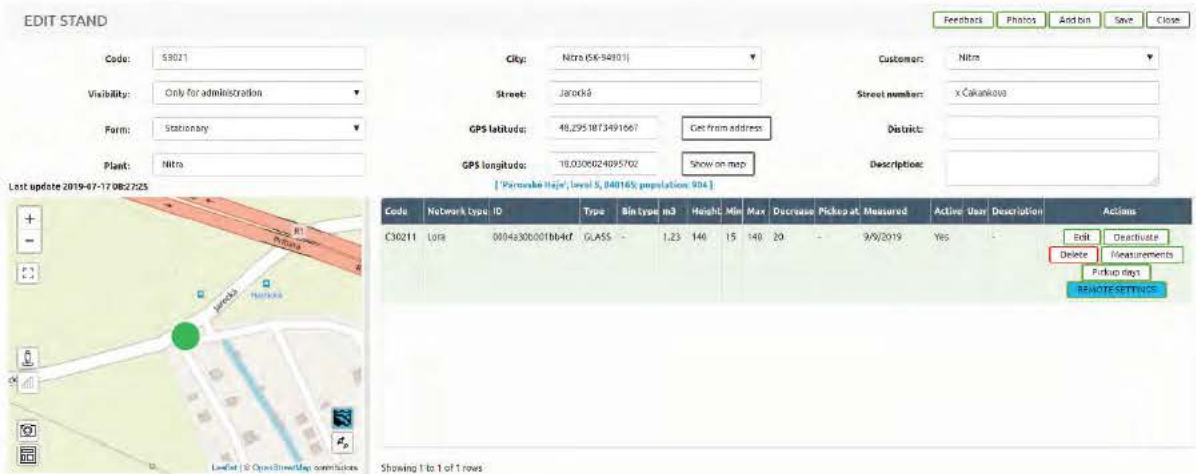 EDIT STAND
Feedback Photos Add bin Save Close
Code: S3021 City: Nitra (SK-94901) Customer: Nitra
Visibility: Only for administration Street: Jarocká Street number: x Čakankova
Form: Stationary GPS latitude: 48.2951873491667 Get from address District:
Plant: Nitra GPS longitude: 18.0306024095702 Show on map Description:
Last update 2019-07-17 08:27:25
['Párovské Háje'; level 5, 840165; population: 904]
Code Network type ID Type Bin type m3 Height Min Max Decrease Pickup at Measured Active User Description Actions
C30211 Lora GLASS - 1.23 140 15 140 20 - 9/9/2019 Yes - Edit Deactivate
Delete Measurements
Pickup days
REMOTE SETTINGS
+
R1
−
Jarocká
Leaflet | © OpenStreetMap contributors
Showing 1 to 1 of 1 rows